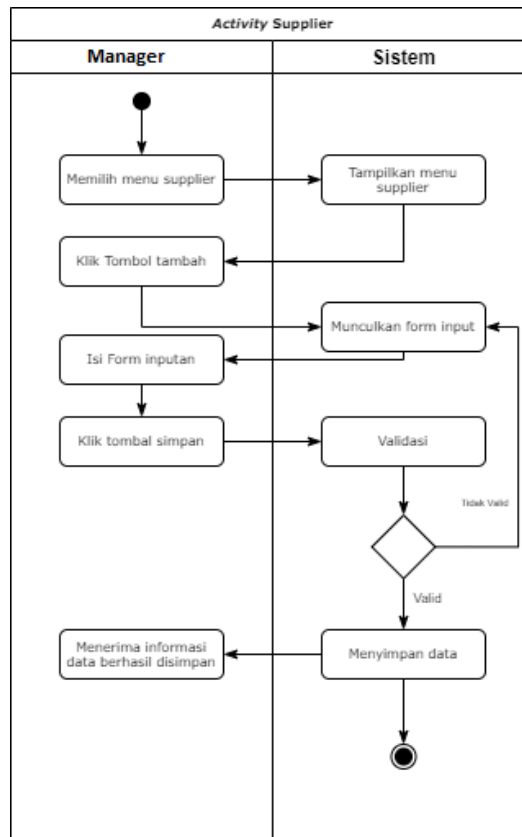 Activity Supplier
Manager
Sistem
Memilih menu supplier
Tampilkan menu
supplier
Klik Tombol tambah
Munculkan form input
Isi Form inputan
Klik tombal simpan
Validasi
Tidak Valid
Valid
Menerima informasi
data berhasil disimpan
Menyimpan data